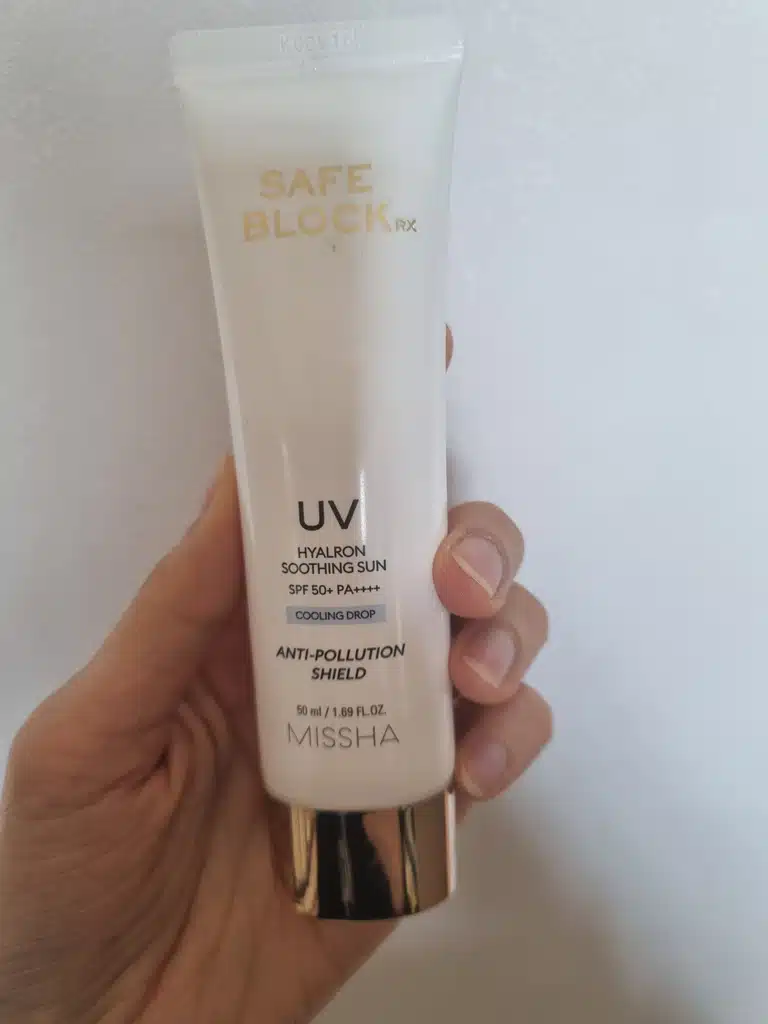 SAFE
BLOCK RX
UV
HYALRON
SOOTHING SUN
SPF 50+ PA++++
COOLING DROP
ANTI-POLLUTION
SHIELD
50 ml / 1.69 FL.OZ.
MISSHA